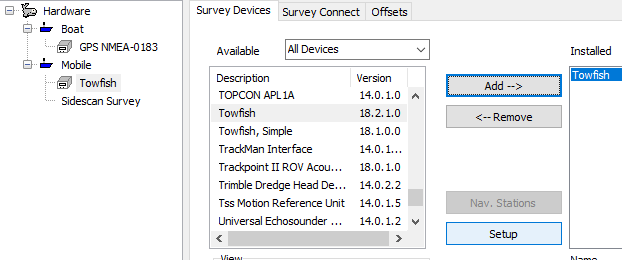 Hardware
Boat
GPS NMEA-0183
Mobile
Towfish
Sidescan Survey
Survey Devices
Survey Connect
Offsets
Available
All Devices
Installed
Description Version
TOPCON APL1A 14.0.1.0
Towfish 18.2.1.0
Towfish, Simple 18.1.0.0
TrackMan Interface 14.0.1...
Trackpoint II ROV Acou... 18.0.1.0
Trimble Dredge Head De... 14.0.2.2
Tss Motion Reference Unit 14.0.1.5
Universal Echosounder ... 14.0.1.2
Add -->
<-- Remove
Nav. Stations
Setup
Towfish
View
Name